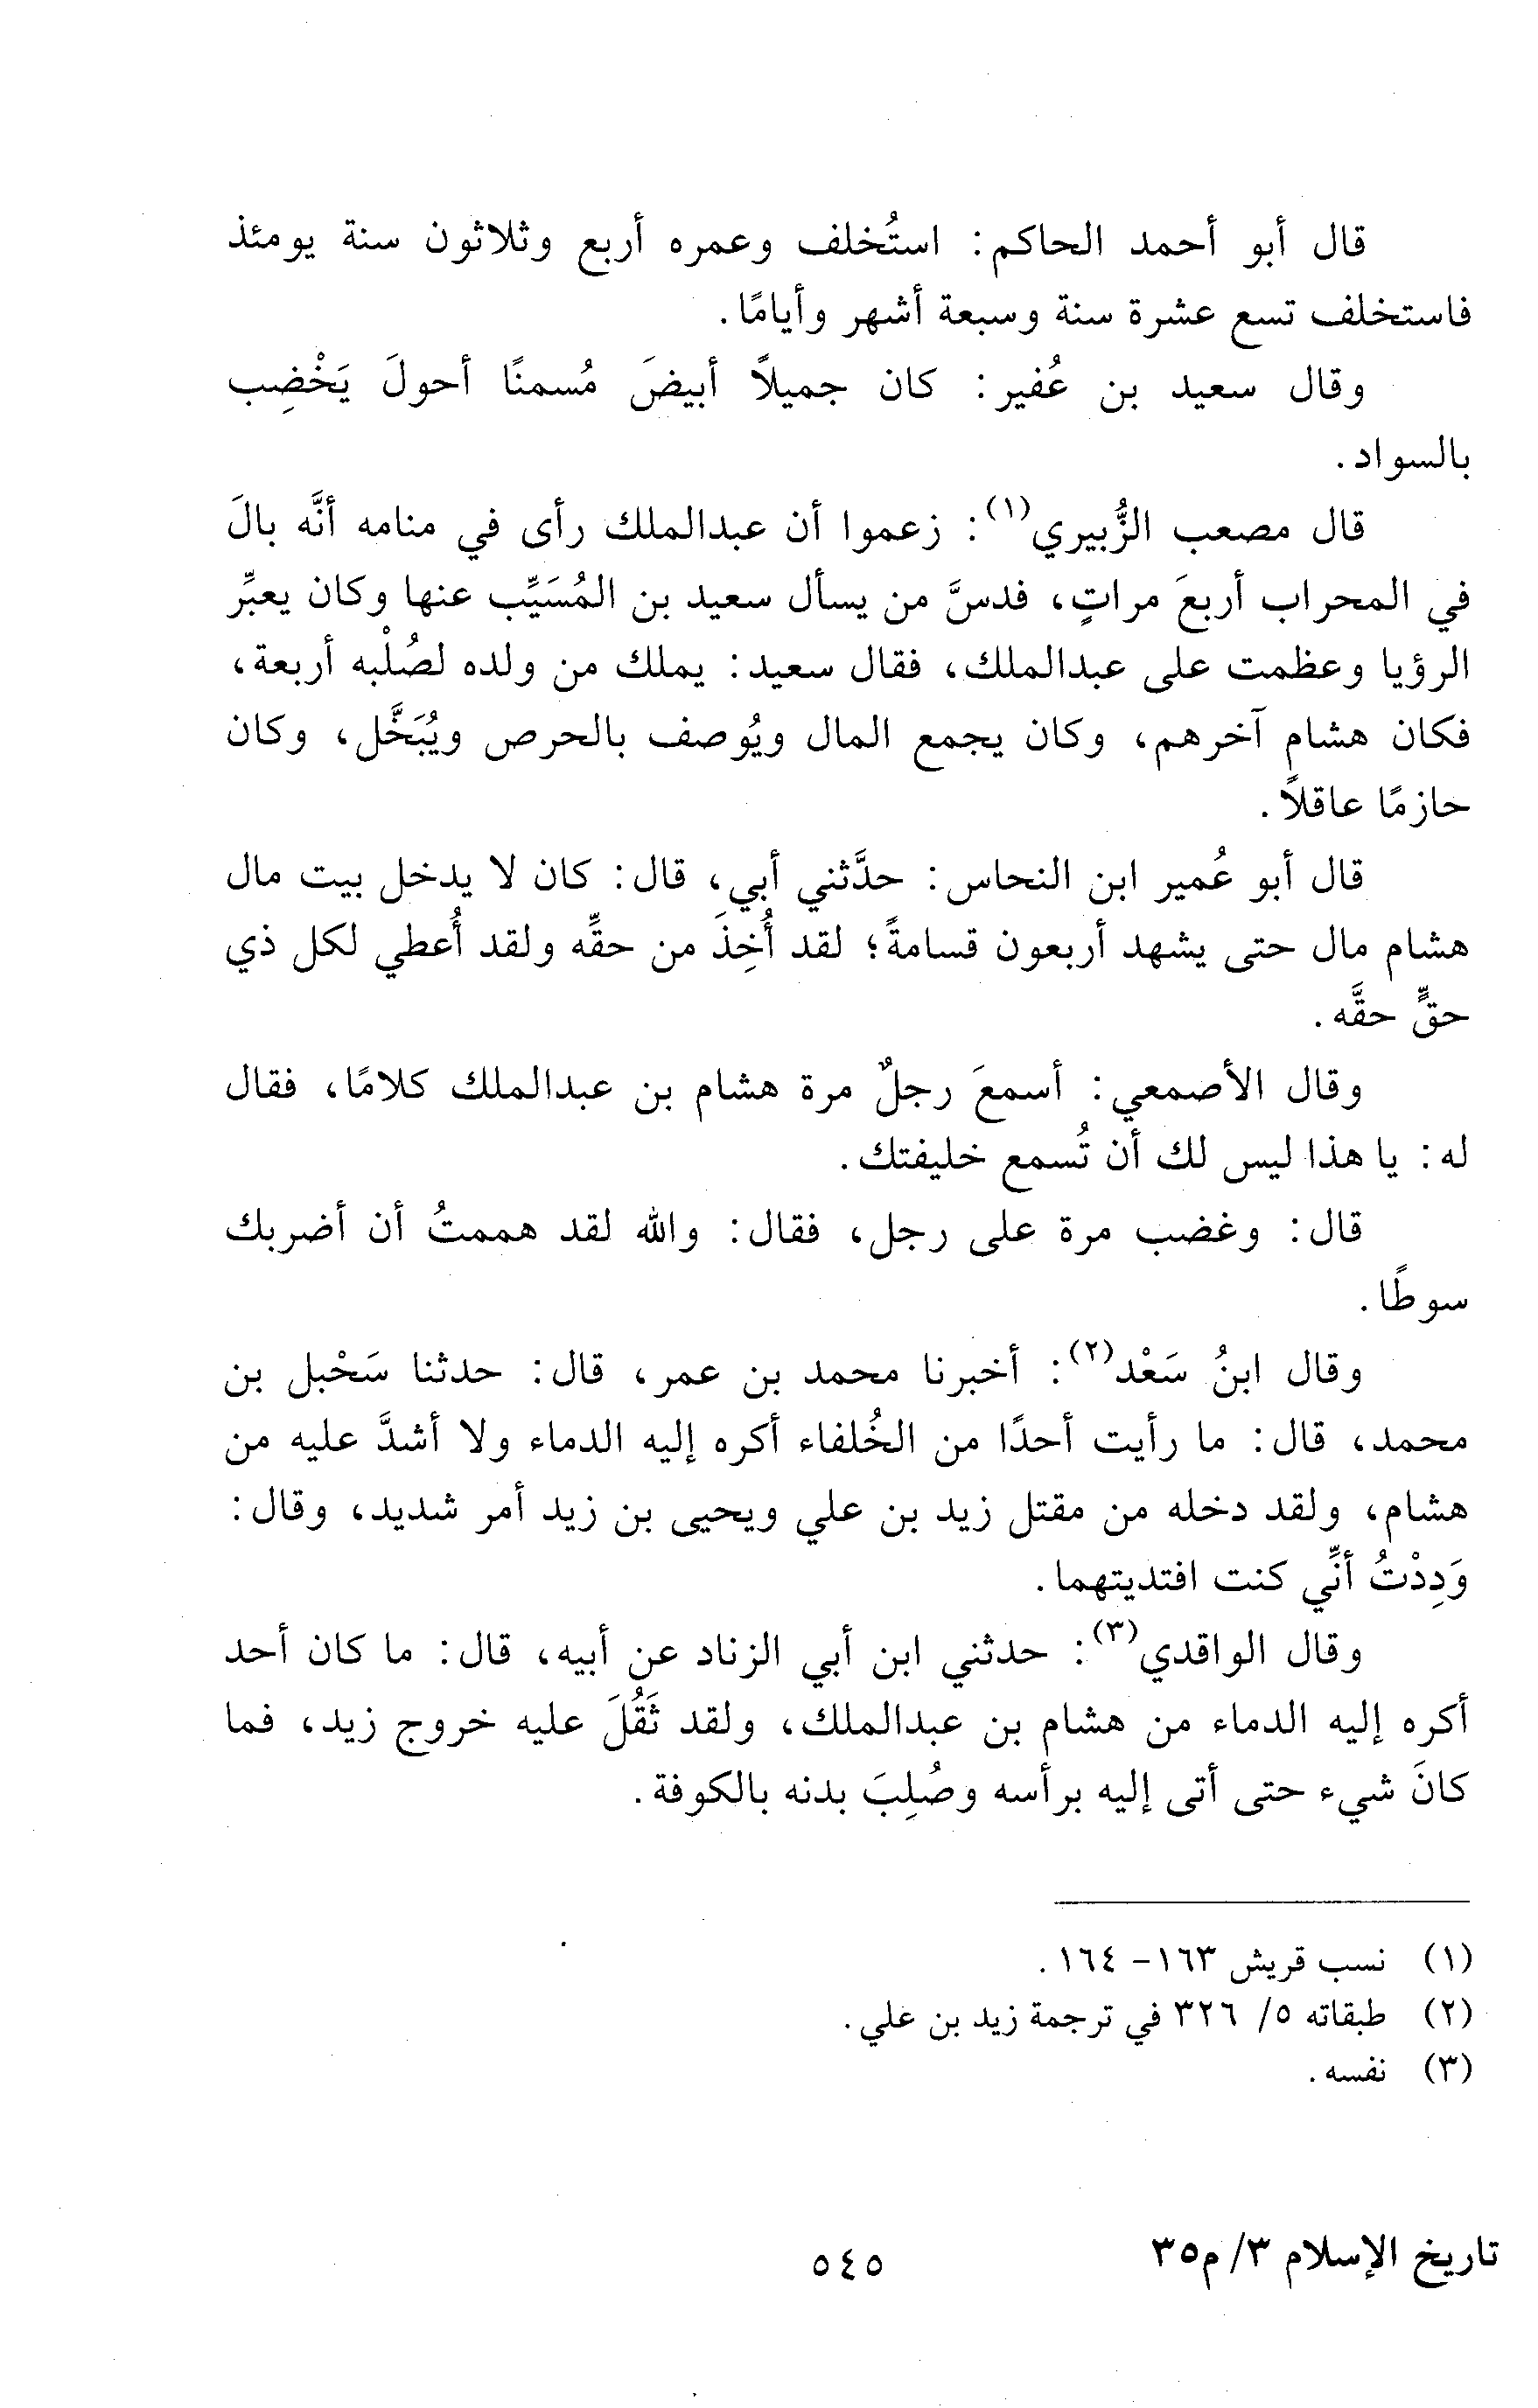 قال أبو أحمد الحاكم: استُخلف وعمره أربع وثلاثون سنة يومئذ
فاستخلف تسع عشرة سنة وسبعة أشهر وأيامًا.
وقال سعيد بن عُفير: كان جميلاً أبيضَ مُسمنًا أحولَ يَخْضِب
بالسواد.
قال مصعب الزُّبيري(١): زعموا أن عبدالملك رأى في منامه أنَّه بالَ
في المحراب أربعَ مراتٍ، فدسَّ من يسأل سعيد بن المُسَيِّب عنها وكان يعبِّر
الرؤيا وعظمت على عبدالملك، فقال سعيد: يملك من ولده لصُلْبه أربعة،
فكان هشام آخرهم، وكان يجمع المال ويُوصف بالحرص ويُبَخَّل، وكان
حازمًا عاقلاً.
قال أبو عُمير ابن النحاس: حدَّثني أبي، قال: كان لا يدخل بيت مال
هشام مال حتى يشهد أربعون قسامةً؛ لقد أُخِذَ من حقِّه ولقد أُعطي لكل ذي
حقٍّ حقَّه.
وقال الأصمعي: أسمعَ رجلٌ مرة هشام بن عبدالملك كلامًا، فقال
له: يا هذا ليس لك أن تُسمع خليفتك.
قال: وغضب مرة على رجل، فقال: والله لقد هممتُ أن أضربك
سوطًا.
وقال ابنُ سَعْد(٢): أخبرنا محمد بن عمر، قال: حدثنا سَحْبل بن
محمد، قال: ما رأيت أحدًا من الخُلفاء أكره إليه الدماء ولا أشدَّ عليه من
هشام، ولقد دخله من مقتل زيد بن علي ويحيى بن زيد أمر شديد، وقال:
وَدِدْتُ أنِّي كنت افتديتهما.
وقال الواقدي(٣): حدثني ابن أبي الزناد عن أبيه، قال: ما كان أحد
أكره إليه الدماء من هشام بن عبدالملك، ولقد ثَقُلَ عليه خروج زيد، فما
كانَ شيء حتى أتى إليه برأسه وصُلِبَ بدنه بالكوفة.
(١) نسب قريش ١٦٣- ١٦٤.
(٢) طبقاته ٥/ ٣٢٦ في ترجمة زيد بن علي.
(٣) نفسه.
تاريخ الإسلام ٣/ م٣٥
٥٤٥